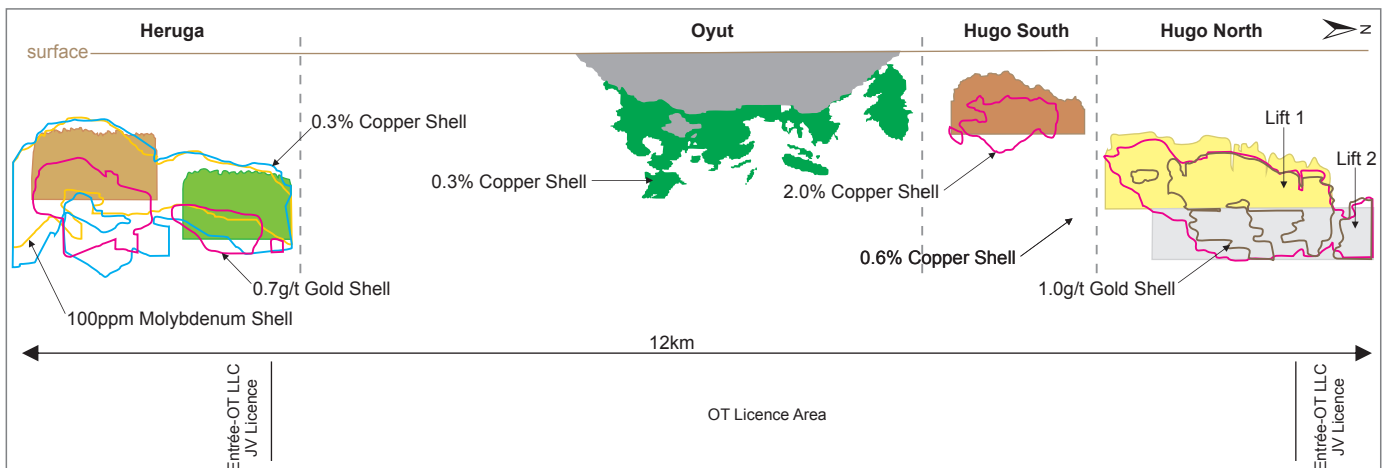 Heruga
Oyut
Hugo South
Hugo North
N
surface
0.3% Copper Shell
Lift 1
Lift 2
0.3% Copper Shell
2.0% Copper Shell
0.6% Copper Shell
0.7g/t Gold Shell
1.0g/t Gold Shell
100ppm Molybdenum Shell
12km
Entrée-OT LLC
JV Licence
OT Licence Area
Entrée-OT LLC
JV Licence